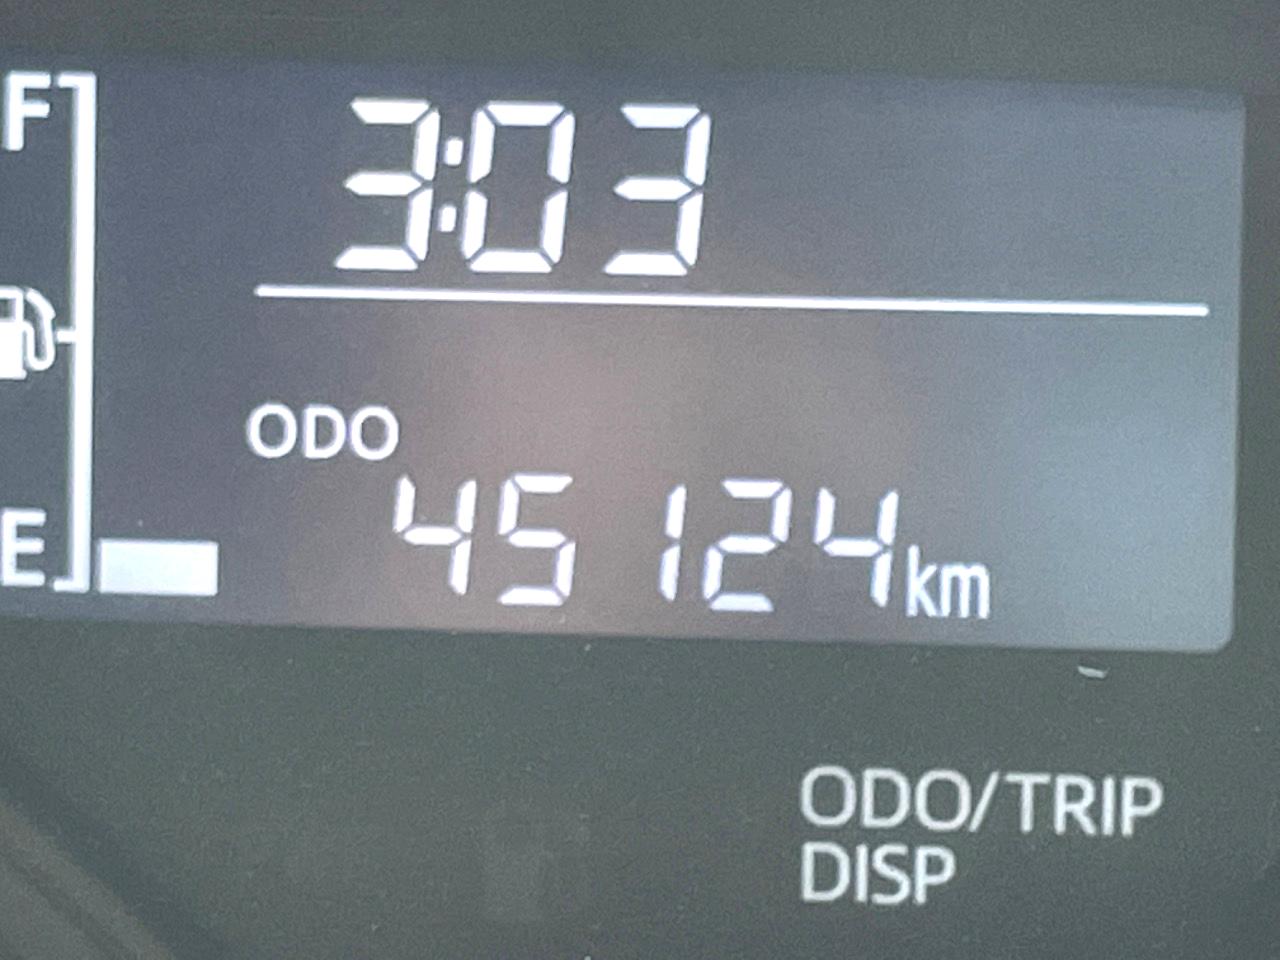 F
3:03
ODO
45124km
E
ODO/TRIP
DISP